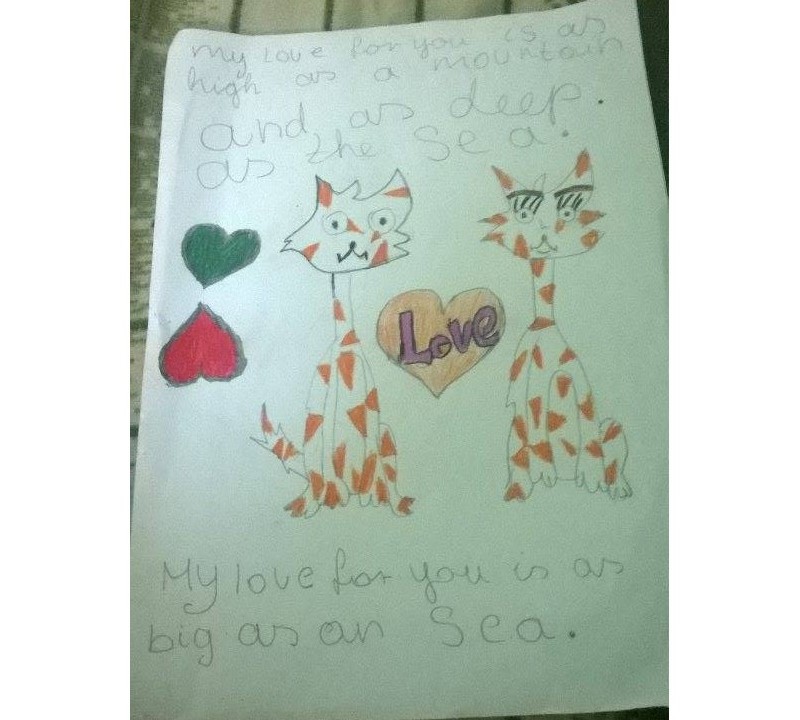 My love for you is as
high as a mountain
and as deep.
as the sea.
Love
My love for you is as
big as an sea.